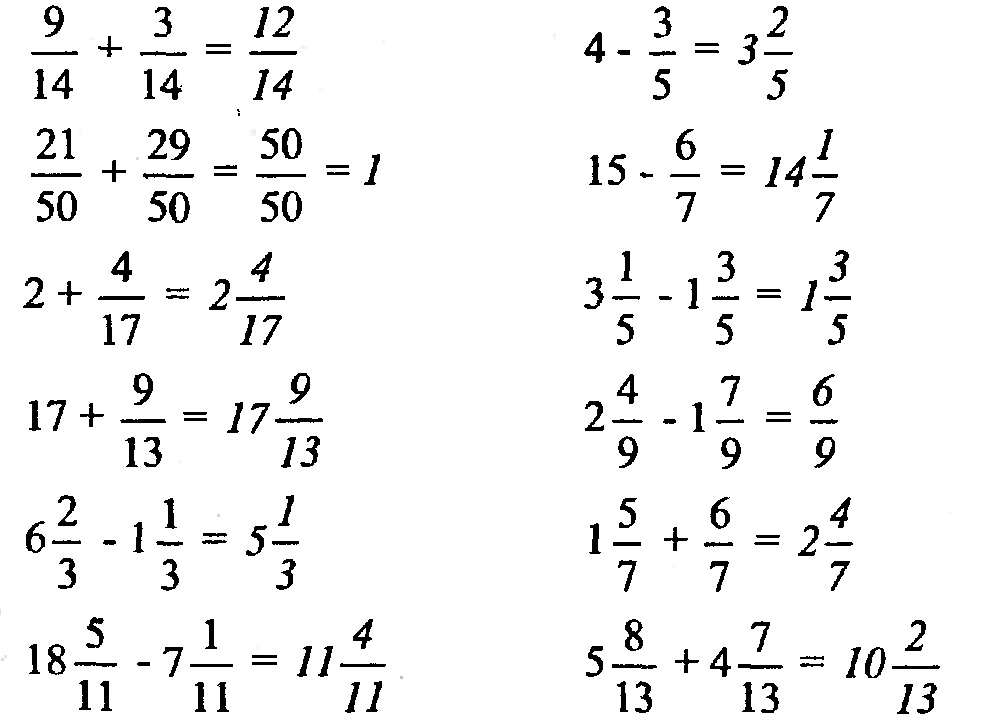 9/14 + 3/14 = 12/14
21/50 + 29/50 = 50/50 = 1
2 + 4/17 = 2 4/17
17 + 9/13 = 17 9/13
6 2/3 - 1 1/3 = 5 1/3
18 5/11 - 7 1/11 = 11 4/11
4 - 3/5 = 3 2/5
15 - 6/7 = 14 1/7
3 1/5 - 1 3/5 = 1 3/5
2 4/9 - 1 7/9 = 6/9
1 5/7 + 6/7 = 2 4/7
5 8/13 + 4 7/13 = 10 2/13